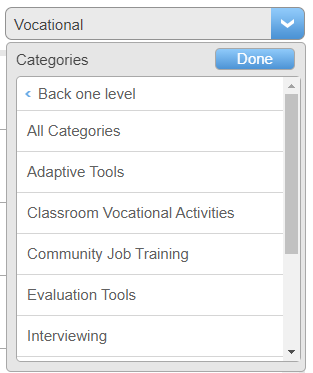 Vocational
Categories
Done
Back one level
All Categories
Adaptive Tools
Classroom Vocational Activities
Community Job Training
Evaluation Tools
Interviewing